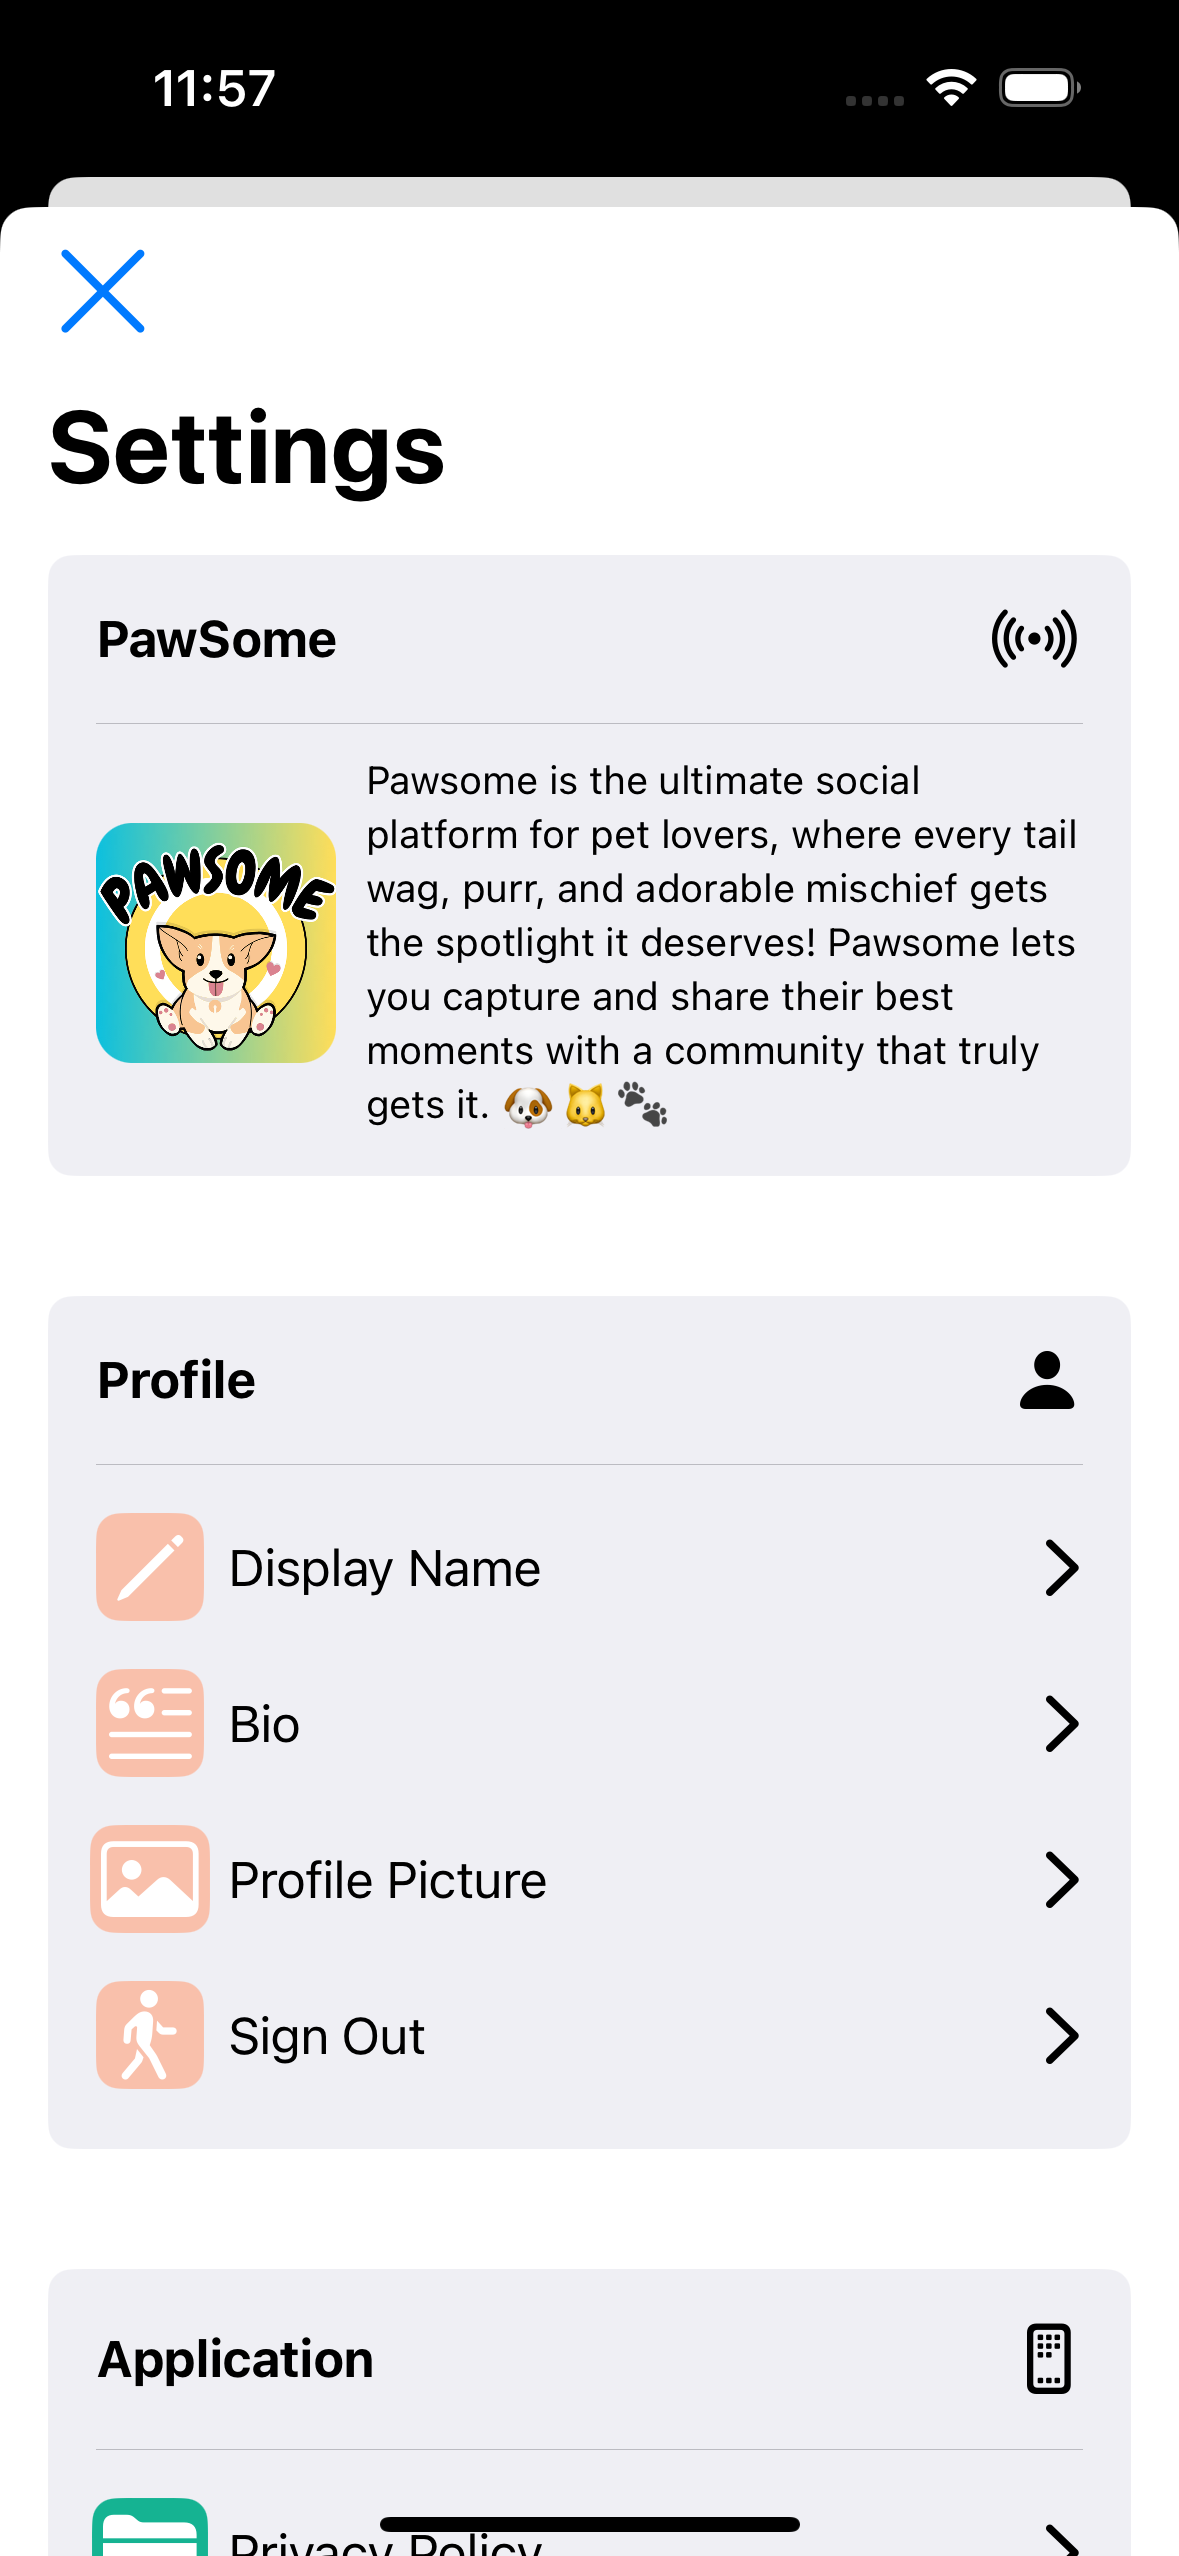 11:57
Settings
PawSome
PAWSOME
Pawsome is the ultimate social
platform for pet lovers, where every tail
wag, purr, and adorable mischief gets
the spotlight it deserves! Pawsome lets
you capture and share their best
moments with a community that truly
gets it. 🐶 🐱 🐾
Profile
Display Name
Bio
Profile Picture
Sign Out
Application
Privacy Policy